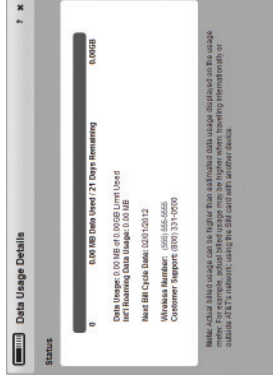 Data Usage Details
? ×
Status
0 0.00 MB Data Used / 21 Days Remaining 0.00GB
Data Usage: 0.00 MB of 0.00GB Limit Used
Int'l Roaming Data Usage: 0.00 MB
Next Bill Cycle Date: 02/01/2012
Wireless Number: (555) 555-5555
Customer Support: (800) 331-0500
Note: Actual billed usage can be higher than estimated data usage displayed on the usage
meter. For example, actual billed usage may be higher when: traveling internationally or
outside AT&T's network; using the SIM card with another device.